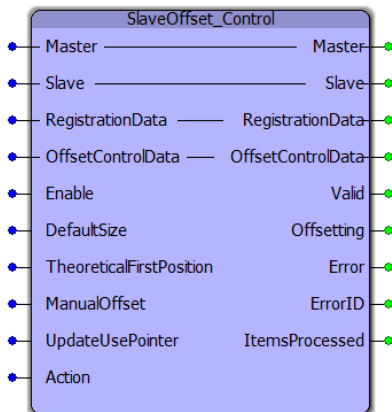 SlaveOffset_Control
Master Master
Slave Slave
RegistrationData RegistrationData
OffsetControlData OffsetControlData
Enable Valid
DefaultSize Offsetting
TheoreticalFirstPosition Error
ManualOffset ErrorID
UpdateUsePointer ItemsProcessed
Action